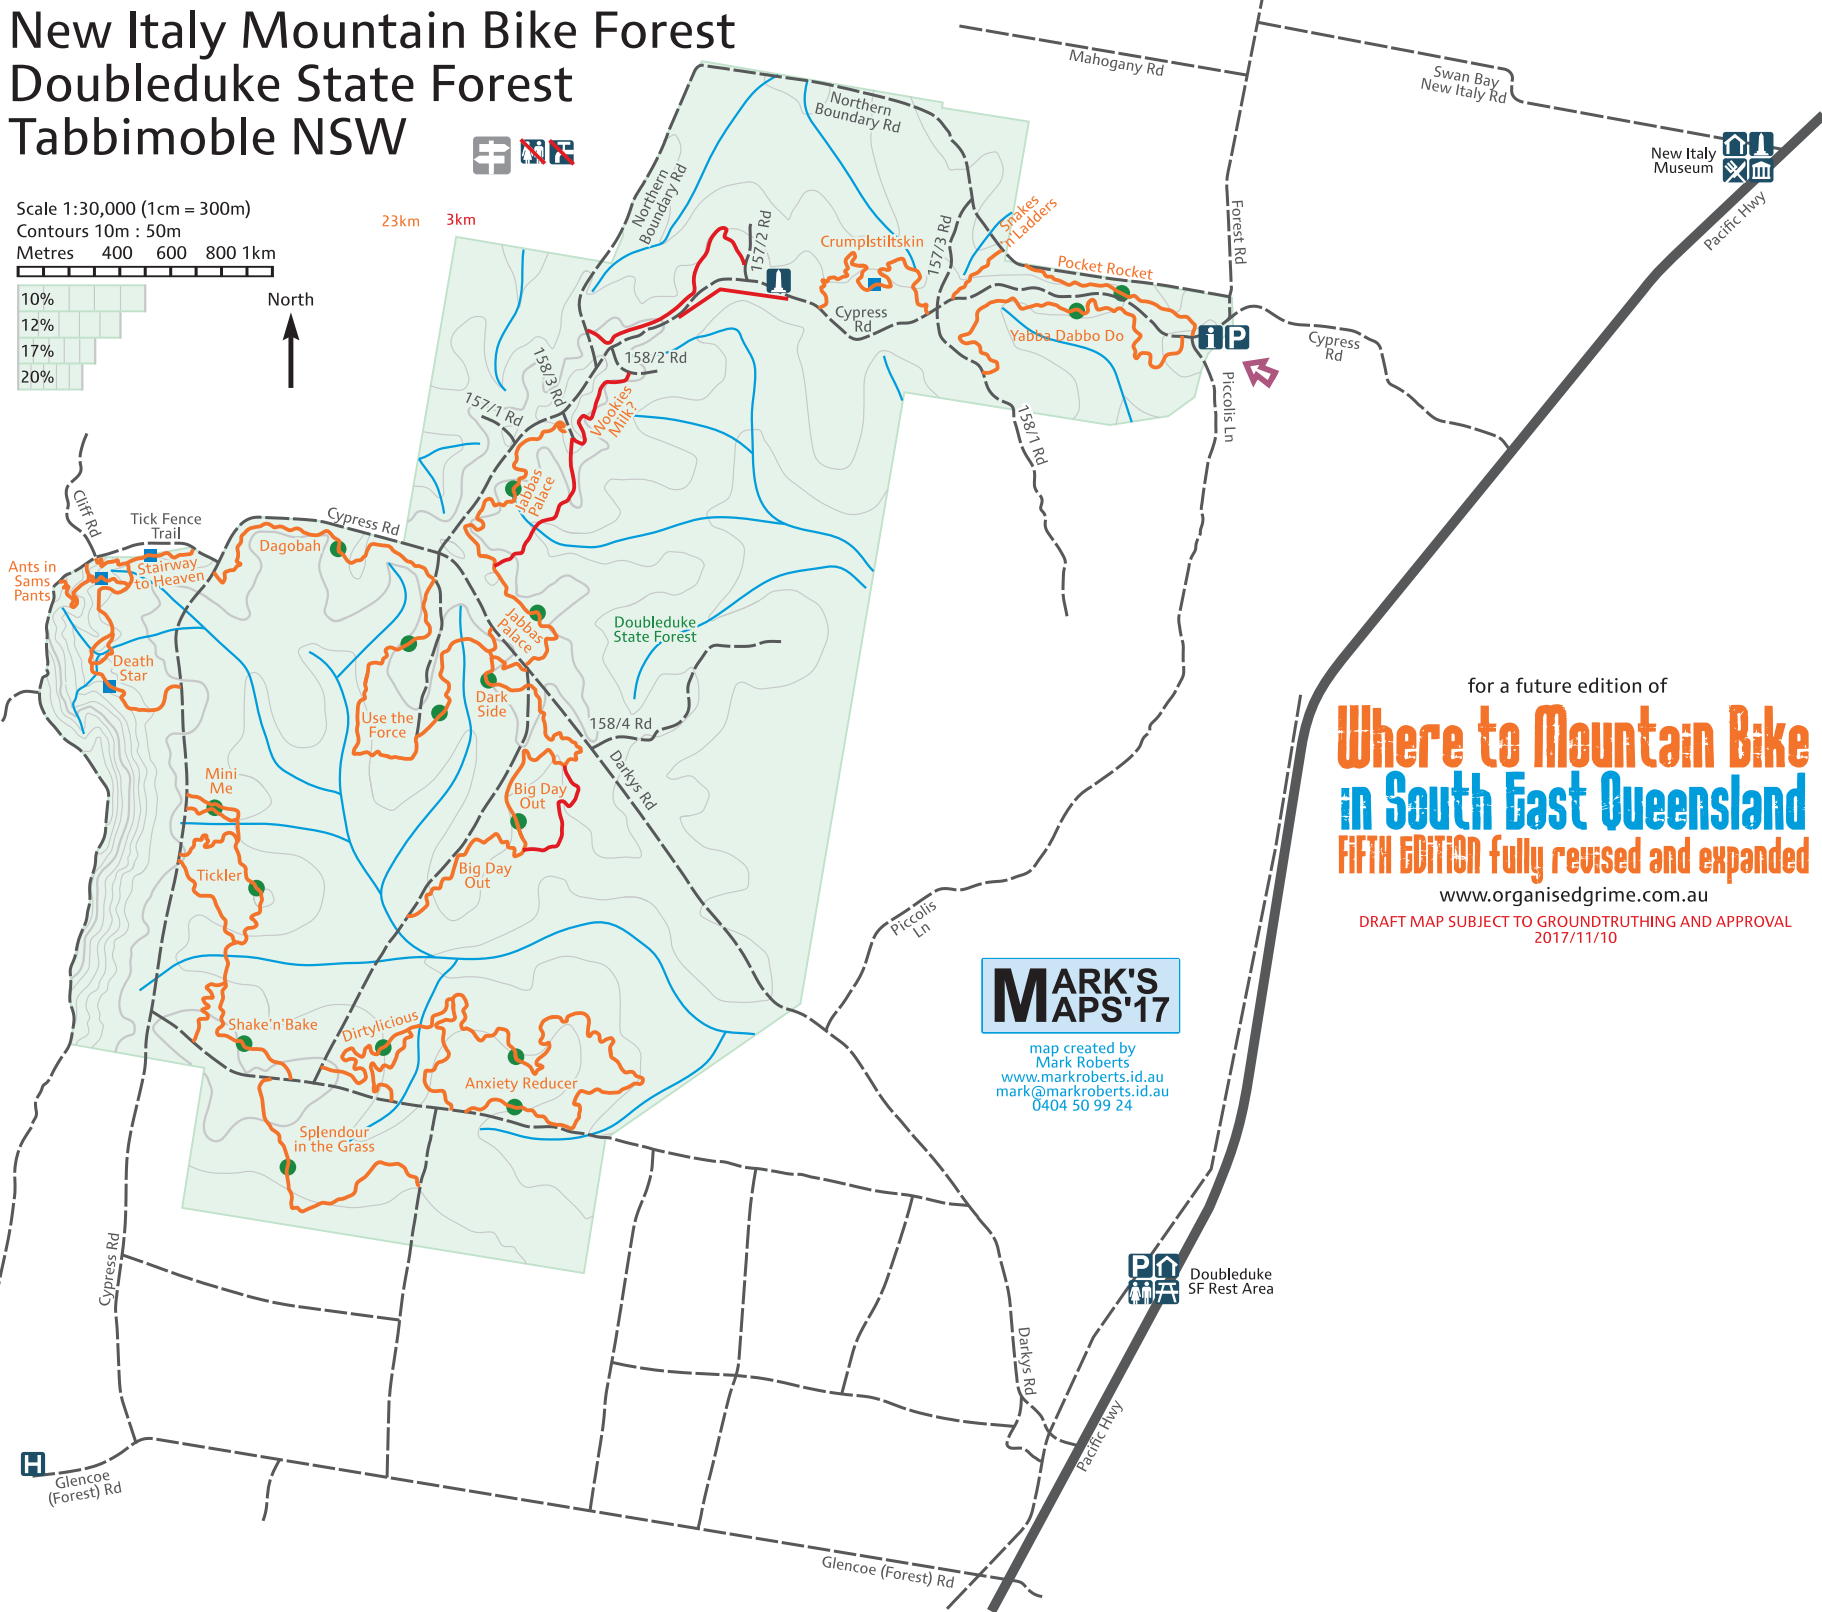 New Italy Mountain Bike Forest
Doubleduke State Forest
Tabbimoble NSW
Scale 1:30,000 (1cm = 300m)
Contours 10m : 50m
Metres 400 600 800 1km
10%
12%
17%
20%
North
23km 3km
Mahogany Rd
Swan Bay
New Italy Rd
New Italy
Museum
Pacific Hwy
Northern
Boundary Rd
Northern
Boundary Rd
Forest Rd
Snakes
'n'Ladders
157/2 Rd
157/3 Rd
Crumplstiltskin
Pocket Rocket
Cypress
Rd
Yabba Dabbo Do
i P
Cypress
Rd
Piccolis Ln
158/1 Rd
158/2 Rd
158/3 Rd
157/1 Rd
Wookies
Milk?
Jabbas
Palace
Cliff Rd
Tick Fence
Trail
Cypress Rd
Dagobah
Ants in
Sams
Pants
Stairway
to Heaven
Jabbas
Palace
Doubleduke
State Forest
Death
Star
Use the
Force
Dark
Side
158/4 Rd
Darkys Rd
Mini
Me
Big Day
Out
Tickler
Big Day
Out
Piccolis
Ln
Shake'n'Bake
Dirtylicious
Anxiety Reducer
Splendour
in the Grass
for a future edition of
Where to Mountain Bike
in South East Queensland
FIFTH EDITION fully revised and expanded
www.organisedgrime.com.au
DRAFT MAP SUBJECT TO GROUNDTRUTHING AND APPROVAL
2017/11/10
MARK'S
MAPS'17
map created by
Mark Roberts
www.markroberts.id.au
mark@markroberts.id.au
0404 50 99 24
Cypress Rd
P
Doubleduke
SF Rest Area
Darkys Rd
Pacific Hwy
H
Glencoe
(Forest) Rd
Glencoe (Forest) Rd